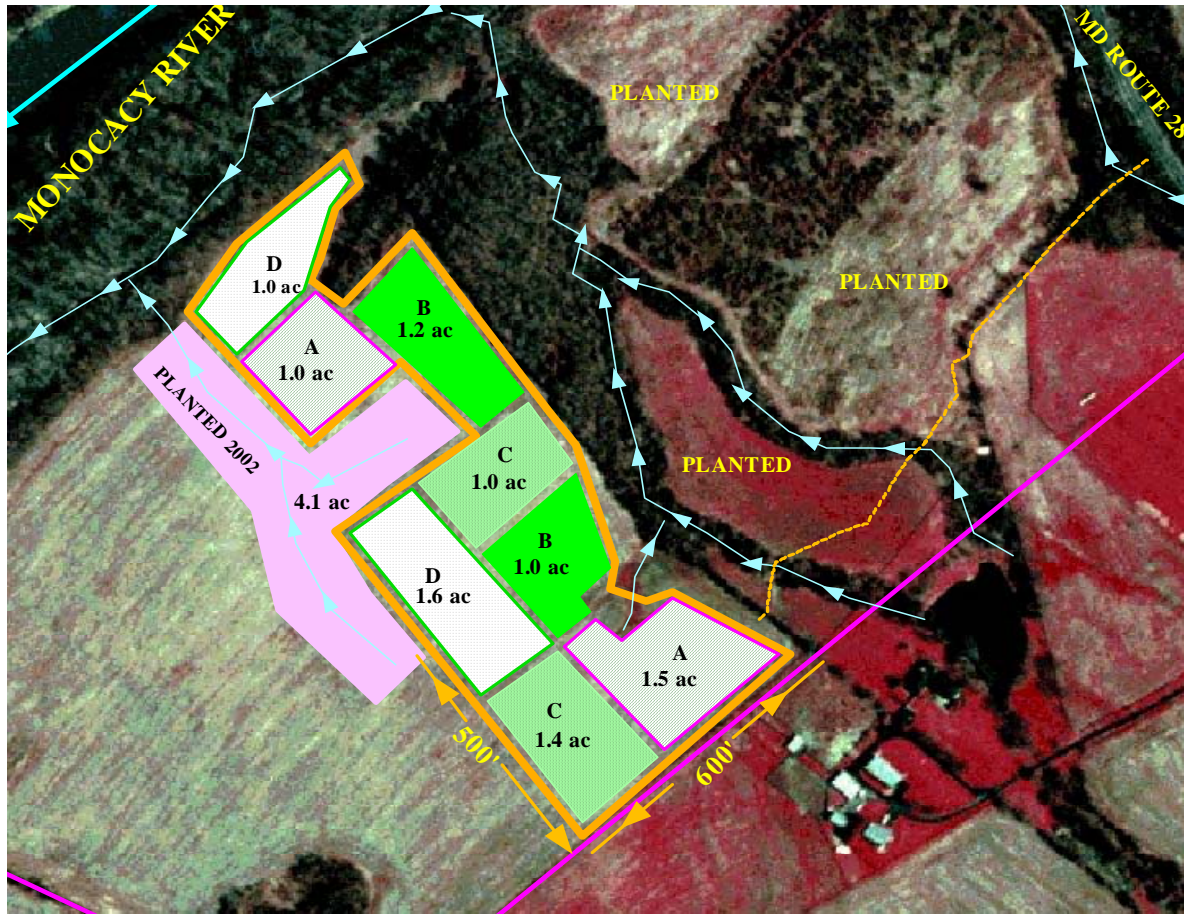 MONOCACY RIVER
MD ROUTE 28
PLANTED
PLANTED
PLANTED
D
1.0 ac
A
1.0 ac
B
1.2 ac
PLANTED 2002
4.1 ac
C
1.0 ac
B
1.0 ac
D
1.6 ac
A
1.5 ac
C
1.4 ac
500'
600'